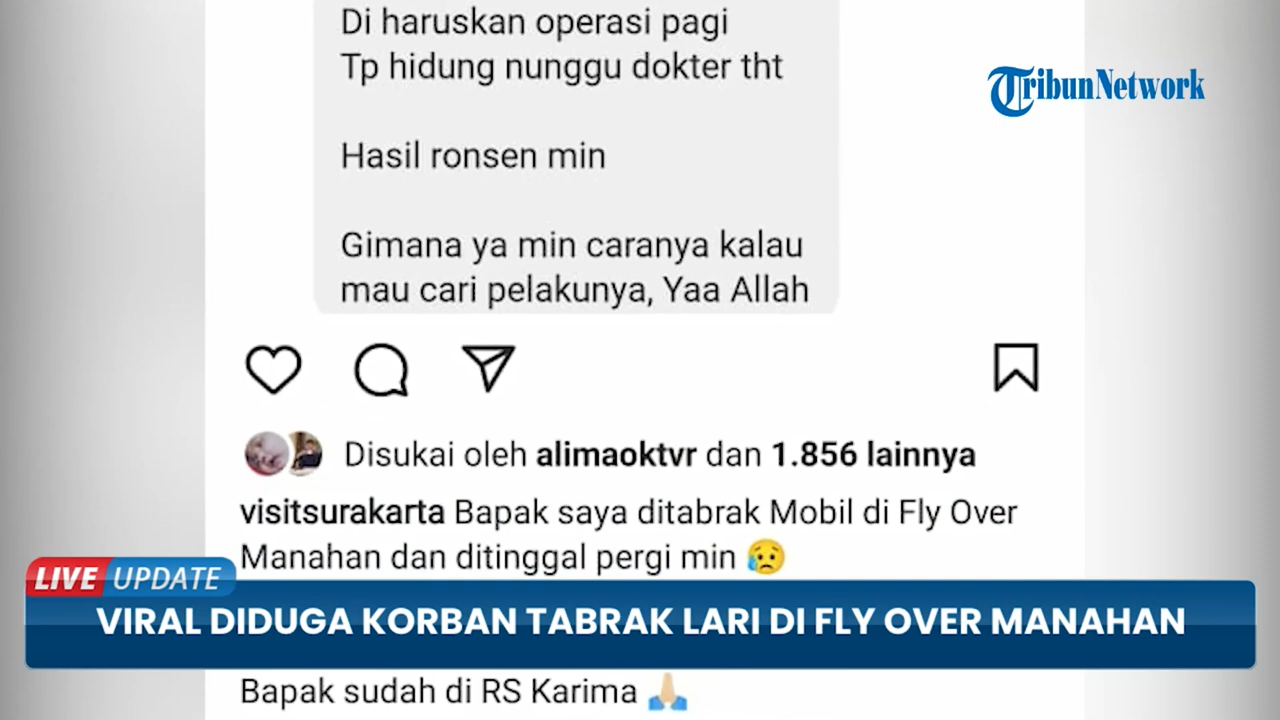 Di haruskan operasi pagi
Tp hidung nunggu dokter tht
TribunNetwork
Hasil ronsen min
Gimana ya min caranya kalau
mau cari pelakunya, Yaa Allah
Disukai oleh alimaoktvr dan 1.856 lainnya
visitsurakarta Bapak saya ditabrak Mobil di Fly Over
Manahan dan ditinggal pergi min 😥
LIVE UPDATE
VIRAL DIDUGA KORBAN TABRAK LARI DI FLY OVER MANAHAN
Bapak sudah di RS Karima 🙏🏼